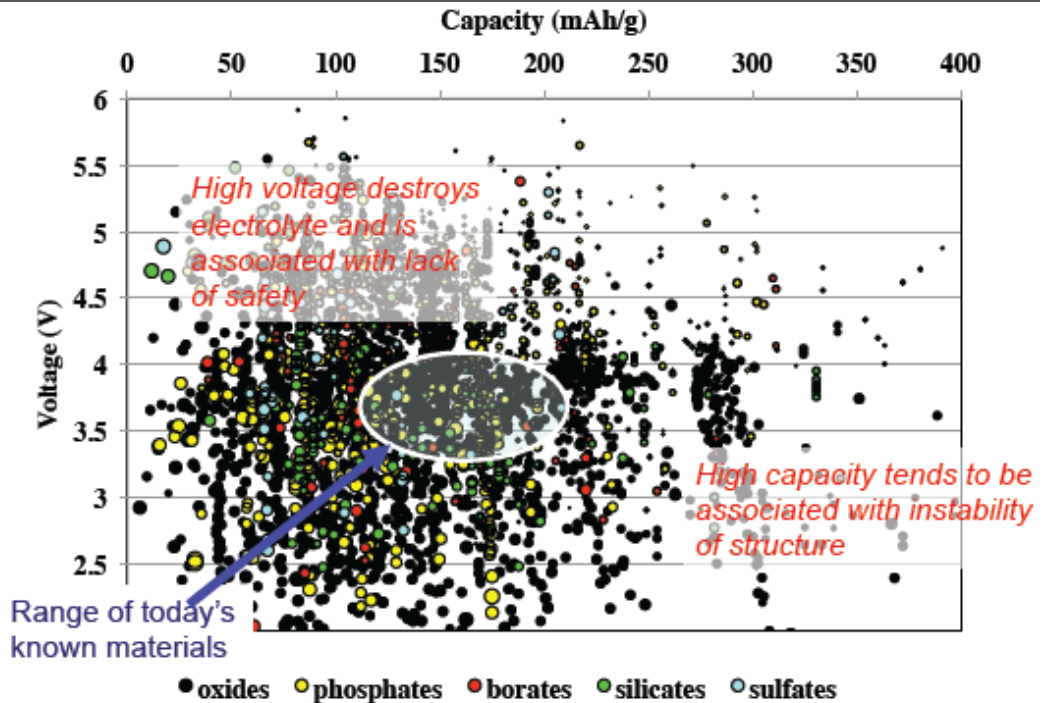 Capacity (mAh/g)
0 50 100 150 200 250 300 350 400
6
5.5
5
4.5
4
3.5
3
2.5
Voltage (V)
High voltage destroys
electrolyte and is
associated with lack
of safety
High capacity tends to be
associated with instability
of structure
Range of today's
known materials
oxides phosphates borates silicates sulfates